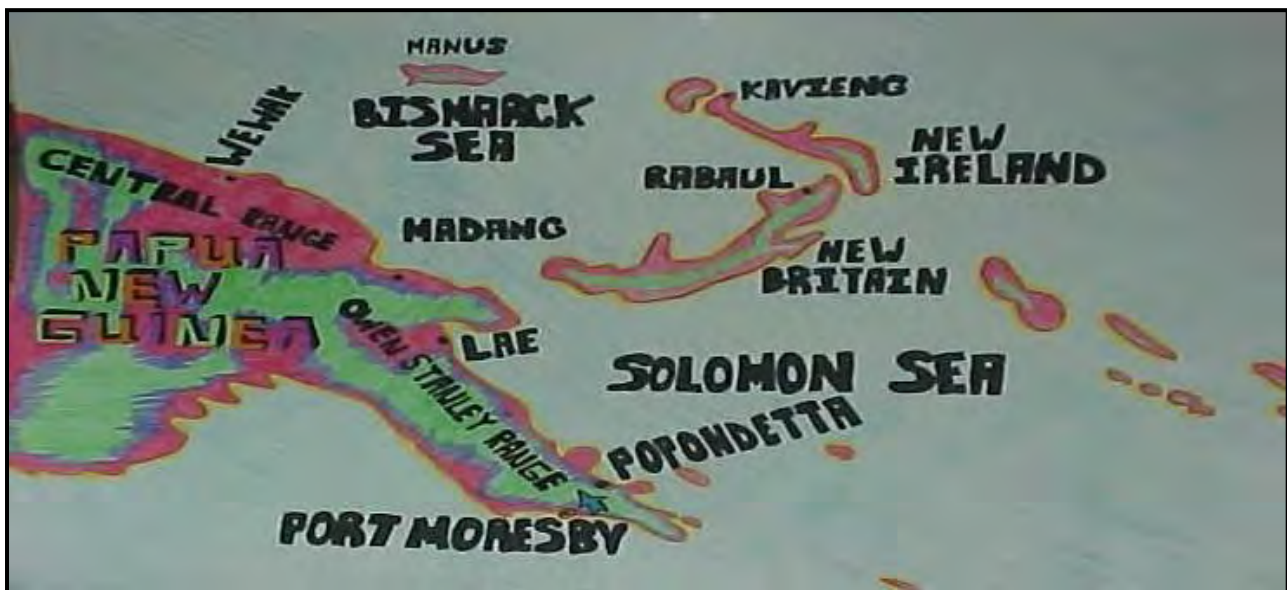 MANUS
BISMARCK
SEA
KAVIENG
WEWAK
NEW
IRELAND
CENTRAL RANGE
RABAUL
MADANG
PAPUA
NEW
GUINEA
NEW
BRITAIN
OWEN STANLEY RANGE
LAE
SOLOMON SEA
POPONDETTA
PORT MORESBY